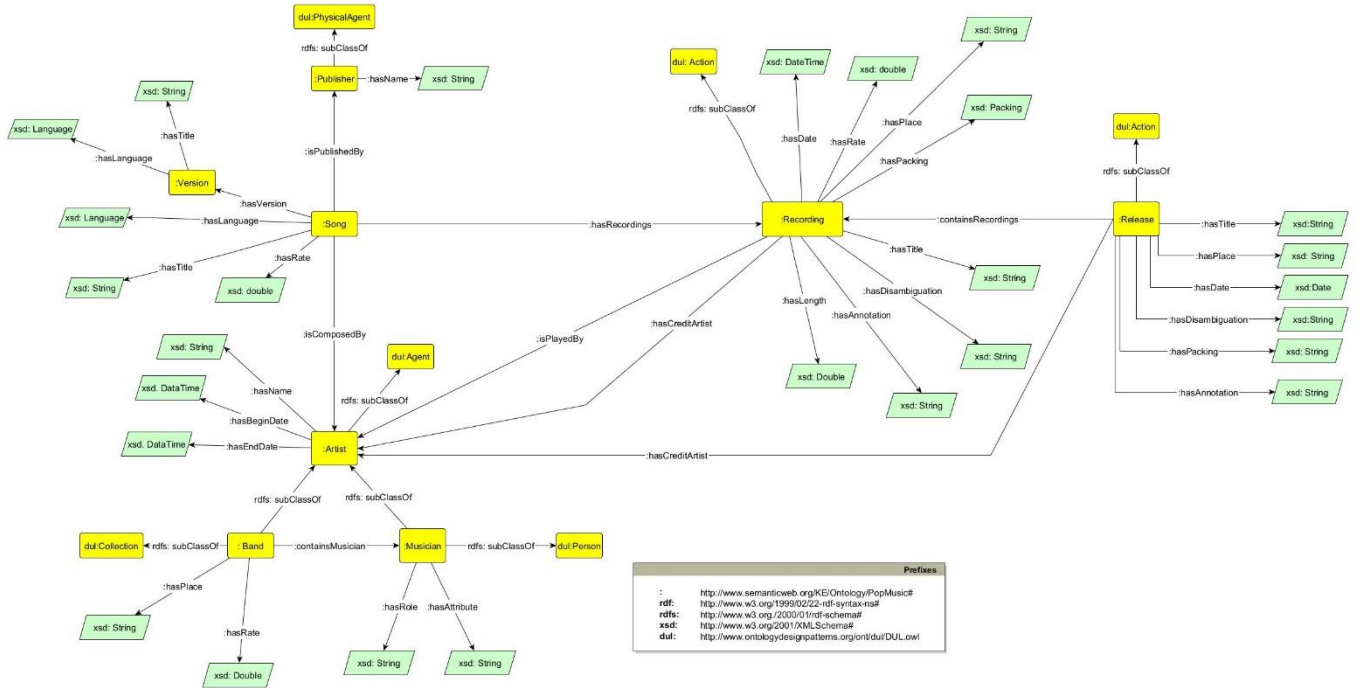 dul:PhysicalAgent
rdfs: subClassOf
:Publisher
:hasName
xsd: String
:isPublishedBy
xsd: String
xsd: Language
:hasTitle
:hasLanguage
:Version
:hasVersion
xsd: Language
:hasLanguage
:Song
:hasTitle
:hasRate
xsd: String
xsd: double
:hasRecordings
:isComposedBy
dul: Action
rdfs: subClassOf
xsd: DateTime
:hasDate
xsd: double
:hasRate
xsd: String
:hasPlace
xsd: Packing
:hasPacking
:Recording
:containsRecordings
dul:Action
rdfs: subClassOf
:Release
:hasTitle
xsd:String
:hasPlace
xsd: String
:hasDate
xsd:Date
:hasDisambiguation
xsd:String
:hasPacking
xsd: String
:hasAnnotation
xsd: String
:hasTitle
xsd: String
:hasDisambiguation
xsd: String
:hasLength
xsd: Double
:hasAnnotation
xsd: String
:hasCreditArtist
:isPlayedBy
:hasCreditArtist
xsd: String
:hasName
xsd. DataTime
:hasBeginDate
xsd. DataTime
:hasEndDate
dul:Agent
rdfs: subClassOf
:Artist
rdfs: subClassOf
rdfs: subClassOf
dul:Collection
rdfs: subClassOf
: Band
:containsMusician
:Musician
rdfs: subClassOf
dul:Person
:hasPlace
xsd: String
:hasRate
xsd: Double
:hasRole
:hasAttribute
xsd: String
xsd: String
Prefixes
: http://www.semanticweb.org/KE/Ontology/PopMusic#
rdf: http://www.w3.org/1999/02/22-rdf-syntax-ns#
rdfs: http://www.w3.org./2000/01/rdf-schema#
xsd: http://www.w3.org/2001/XMLSchema#
dul: http://www.ontologydesignpatterns.org/ont/dul/DUL.owl